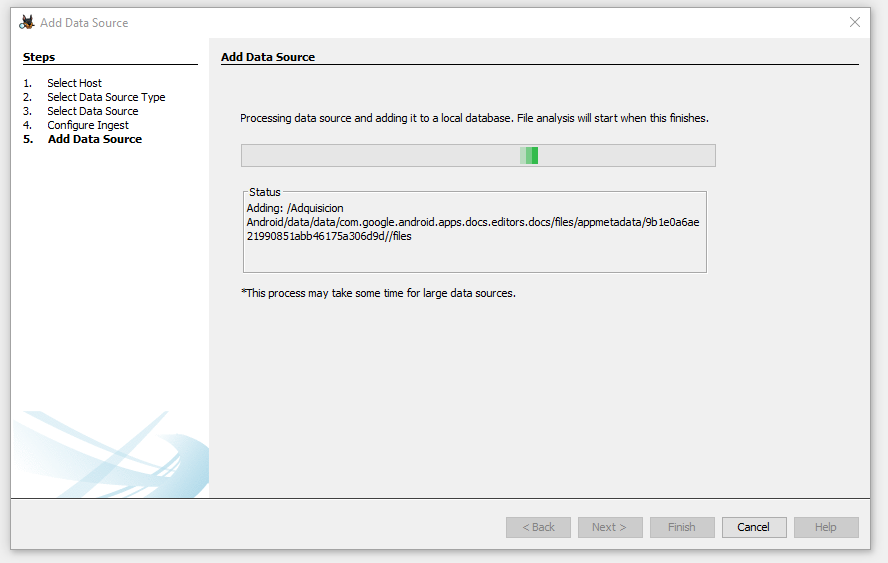 Add Data Source
Steps
1. Select Host
2. Select Data Source Type
3. Select Data Source
4. Configure Ingest
5. Add Data Source
Add Data Source
Processing data source and adding it to a local database. File analysis will start when this finishes.
Status
Adding: /Adquisicion
Android/data/data/com.google.android.apps.docs.editors.docs/files/appmetadata/9b1e0a6ae
21990851abb46175a306d9d//files
*This process may take some time for large data sources.
< Back
Next >
Finish
Cancel
Help